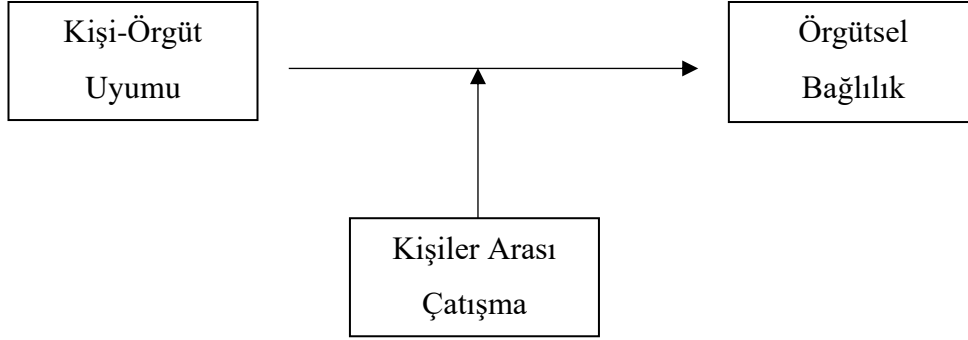 Kişi-Örgüt
Uyumu
Örgütsel
Bağlılık
Kişiler Arası
Çatışma